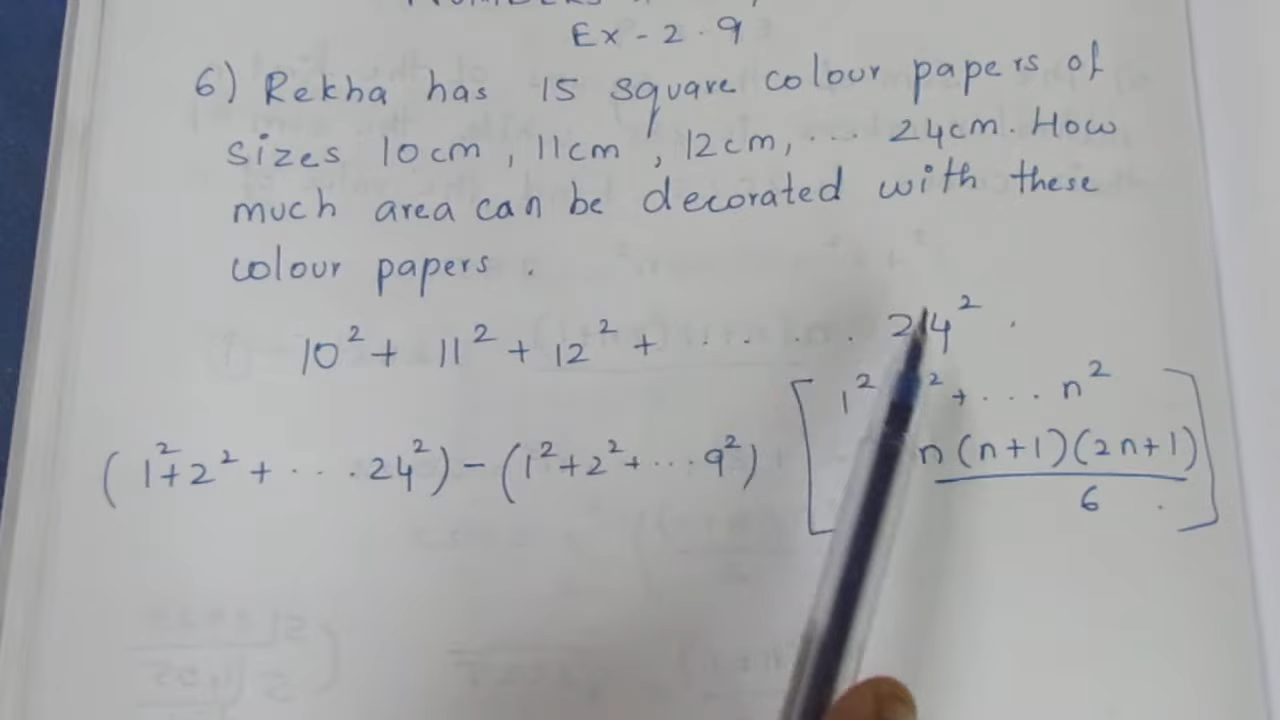 Ex - 2.9
6) Rekha has 15 square colour papers of
sizes 10cm, 11cm, 12cm, ... 24cm. How
much area can be decorated with these
colour papers.
10² + 11² + 12² + ..... 24².
1² ² + ... n²
(1²+2² + ... 24²) - (1²+2²+...9²)
n(n+1)(2n+1)
6